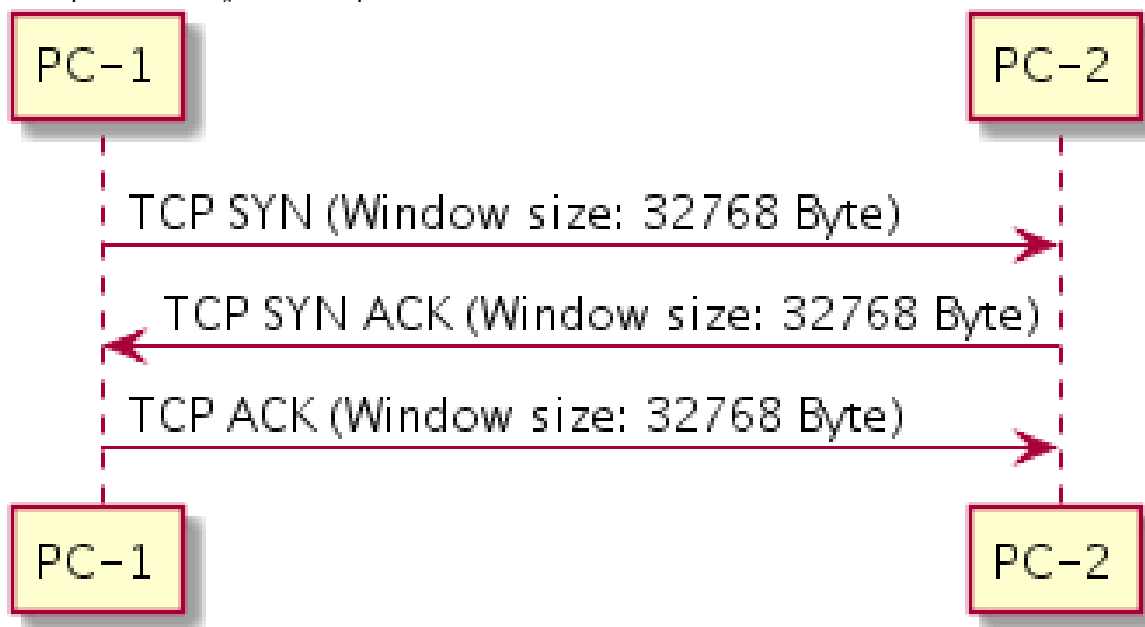 PC-1
PC-2
TCP SYN (Window size: 32768 Byte)
TCP SYN ACK (Window size: 32768 Byte)
TCP ACK (Window size: 32768 Byte)
PC-1
PC-2